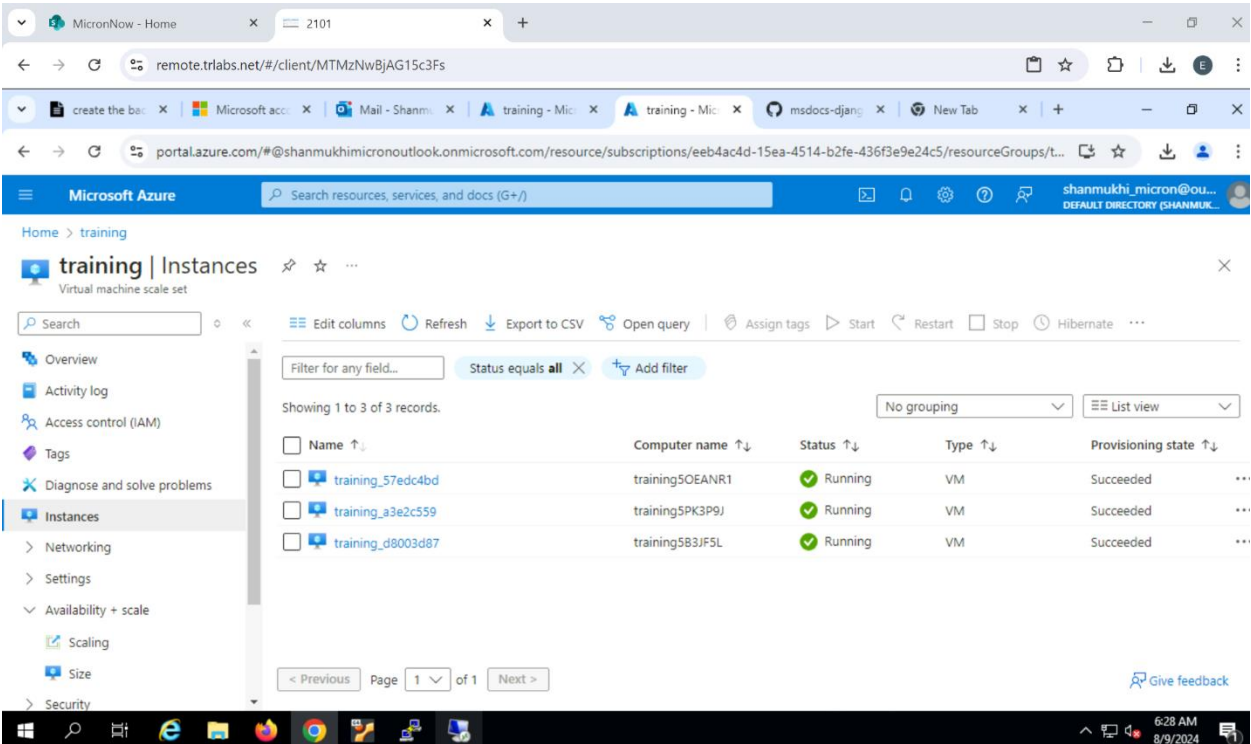 MicronNow - Home
2101
remote.trlabs.net/#/client/MTMzNwBjAG15c3Fs
E
create the bac
Microsoft acco
Mail - Shanmu
training - Mic
training - Mic
msdocs-djang
New Tab
portal.azure.com/#@shanmukhimicronoutlook.onmicrosoft.com/resource/subscriptions/eeb4ac4d-15ea-4514-b2fe-436f3e9e24c5/resourceGroups/t...
Microsoft Azure
Search resources, services, and docs (G+/)
shanmukhi_micron@ou...
DEFAULT DIRECTORY (SHANMUK...
Home > training
training | Instances
Virtual machine scale set
Search
Edit columns Refresh Export to CSV Open query Assign tags Start Restart Stop Hibernate ...
Overview
Activity log
Access control (IAM)
Tags
Diagnose and solve problems
Instances
Networking
Settings
Availability + scale
Scaling
Size
Security
Filter for any field...
Status equals all
Add filter
Showing 1 to 3 of 3 records.
No grouping
List view
Name Computer name Status Type Provisioning state
training_57edc4bd training5OEANR1 Running VM Succeeded
training_a3e2c559 training5PK3P9J Running VM Succeeded
training_d8003d87 training5B3JF5L Running VM Succeeded
< Previous Page 1 of 1 Next >
Give feedback
6:28 AM
8/9/2024
1